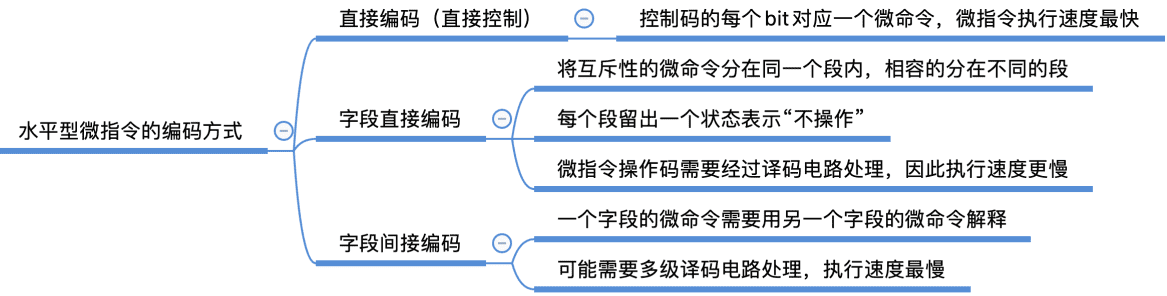 水平型微指令的编码方式
直接编码（直接控制）
控制码的每个bit对应一个微命令，微指令执行速度最快
字段直接编码
将互斥性的微命令分在同一个段内，相容的分在不同的段
每个段留出一个状态表示“不操作”
微指令操作码需要经过译码电路处理，因此执行速度更慢
字段间接编码
一个字段的微命令需要用另一个字段的微命令解释
可能需要多级译码电路处理，执行速度最慢